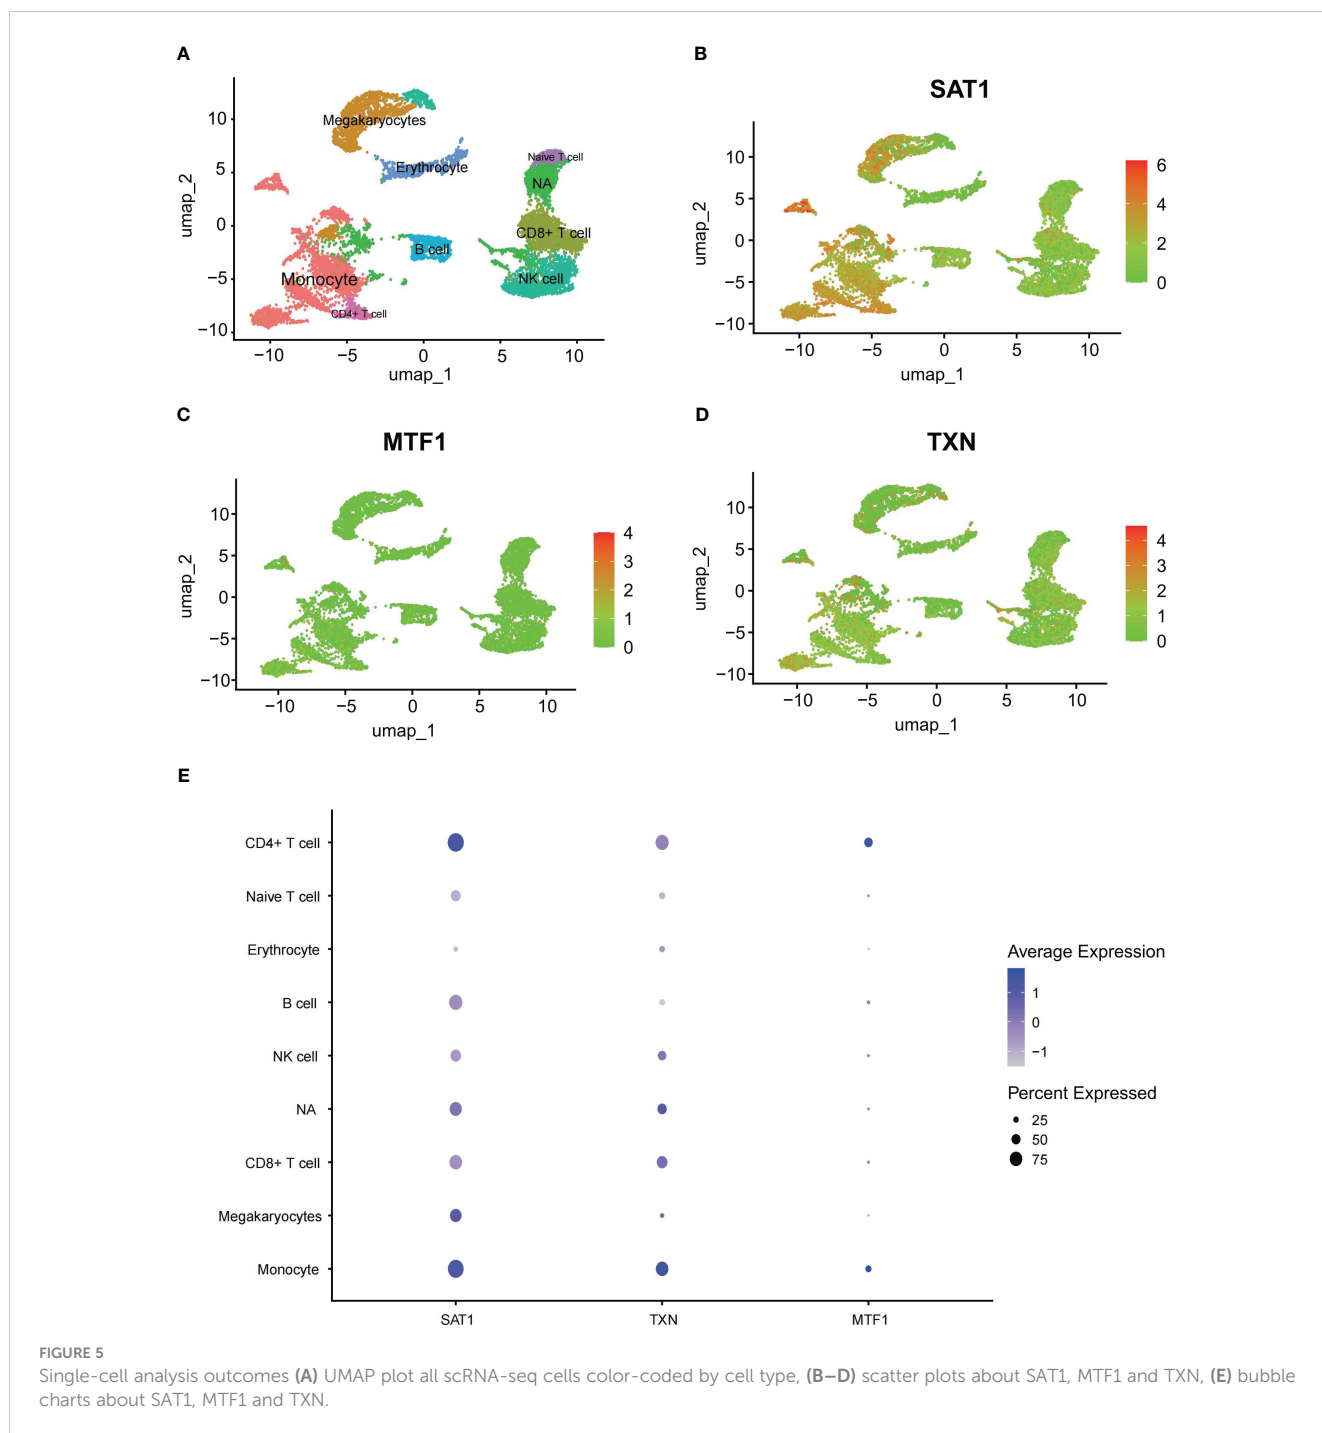 A
umap_2
10
5
0
−5
−10
−10
−5
0
5
10
umap_1
Megakaryocytes
Erythrocyte
Naive T cell
NA
CD8+ T cell
B cell
NK cell
Monocyte
CD4+ T cell
B
SAT1
umap_2
10
5
0
−5
−10
−10
−5
0
5
10
umap_1
6
4
2
0
C
MTF1
umap_2
10
5
0
−5
−10
−10
−5
0
5
10
umap_1
4
3
2
1
0
D
TXN
umap_2
10
5
0
−5
−10
−10
−5
0
5
10
umap_1
4
3
2
1
0
E
CD4+ T cell
Naive T cell
Erythrocyte
B cell
NK cell
NA
CD8+ T cell
Megakaryocytes
Monocyte
SAT1
TXN
MTF1
Average Expression
1
0
−1
Percent Expressed
25
50
75
FIGURE 5
Single-cell analysis outcomes (A) UMAP plot all scRNA-seq cells color-coded by cell type, (B–D) scatter plots about SAT1, MTF1 and TXN, (E) bubble
charts about SAT1, MTF1 and TXN.